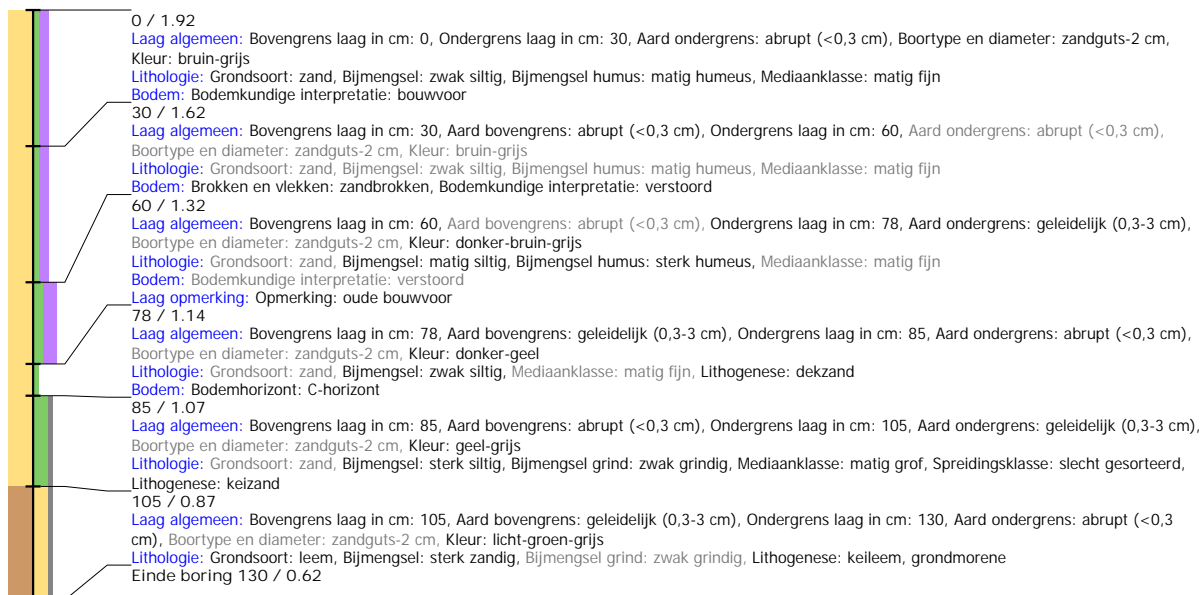 0 / 1.92
Laag algemeen: Bovengrens laag in cm: 0, Ondergrens laag in cm: 30, Aard ondergrens: abrupt (<0,3 cm), Boortype en diameter: zandguts-2 cm,
Kleur: bruin-grijs
Lithologie: Grondsoort: zand, Bijmengsel: zwak siltig, Bijmengsel humus: matig humeus, Mediaanklasse: matig fijn
Bodem: Bodemkundige interpretatie: bouwvoor
30 / 1.62
Laag algemeen: Bovengrens laag in cm: 30, Aard bovengrens: abrupt (<0,3 cm), Ondergrens laag in cm: 60, Aard ondergrens: abrupt (<0,3 cm),
Boortype en diameter: zandguts-2 cm, Kleur: bruin-grijs
Lithologie: Grondsoort: zand, Bijmengsel: zwak siltig, Bijmengsel humus: matig humeus, Mediaanklasse: matig fijn
Bodem: Brokken en vlekken: zandbrokken, Bodemkundige interpretatie: verstoord
60 / 1.32
Laag algemeen: Bovengrens laag in cm: 60, Aard bovengrens: abrupt (<0,3 cm), Ondergrens laag in cm: 78, Aard ondergrens: geleidelijk (0,3-3 cm),
Boortype en diameter: zandguts-2 cm, Kleur: donker-bruin-grijs
Lithologie: Grondsoort: zand, Bijmengsel: matig siltig, Bijmengsel humus: sterk humeus, Mediaanklasse: matig fijn
Bodem: Bodemkundige interpretatie: verstoord
Laag opmerking: Opmerking: oude bouwvoor
78 / 1.14
Laag algemeen: Bovengrens laag in cm: 78, Aard bovengrens: geleidelijk (0,3-3 cm), Ondergrens laag in cm: 85, Aard ondergrens: abrupt (<0,3 cm),
Boortype en diameter: zandguts-2 cm, Kleur: donker-geel
Lithologie: Grondsoort: zand, Bijmengsel: zwak siltig, Mediaanklasse: matig fijn, Lithogenese: dekzand
Bodem: Bodemhorizont: C-horizont
85 / 1.07
Laag algemeen: Bovengrens laag in cm: 85, Aard bovengrens: abrupt (<0,3 cm), Ondergrens laag in cm: 105, Aard ondergrens: geleidelijk (0,3-3 cm),
Boortype en diameter: zandguts-2 cm, Kleur: geel-grijs
Lithologie: Grondsoort: zand, Bijmengsel: sterk siltig, Bijmengsel grind: zwak grindig, Mediaanklasse: matig grof, Spreidingsklasse: slecht gesorteerd,
Lithogenese: keizand
105 / 0.87
Laag algemeen: Bovengrens laag in cm: 105, Aard bovengrens: geleidelijk (0,3-3 cm), Ondergrens laag in cm: 130, Aard ondergrens: abrupt (<0,3
cm), Boortype en diameter: zandguts-2 cm, Kleur: licht-groen-grijs
Lithologie: Grondsoort: leem, Bijmengsel: sterk zandig, Bijmengsel grind: zwak grindig, Lithogenese: keileem, grondmorene
Einde boring 130 / 0.62